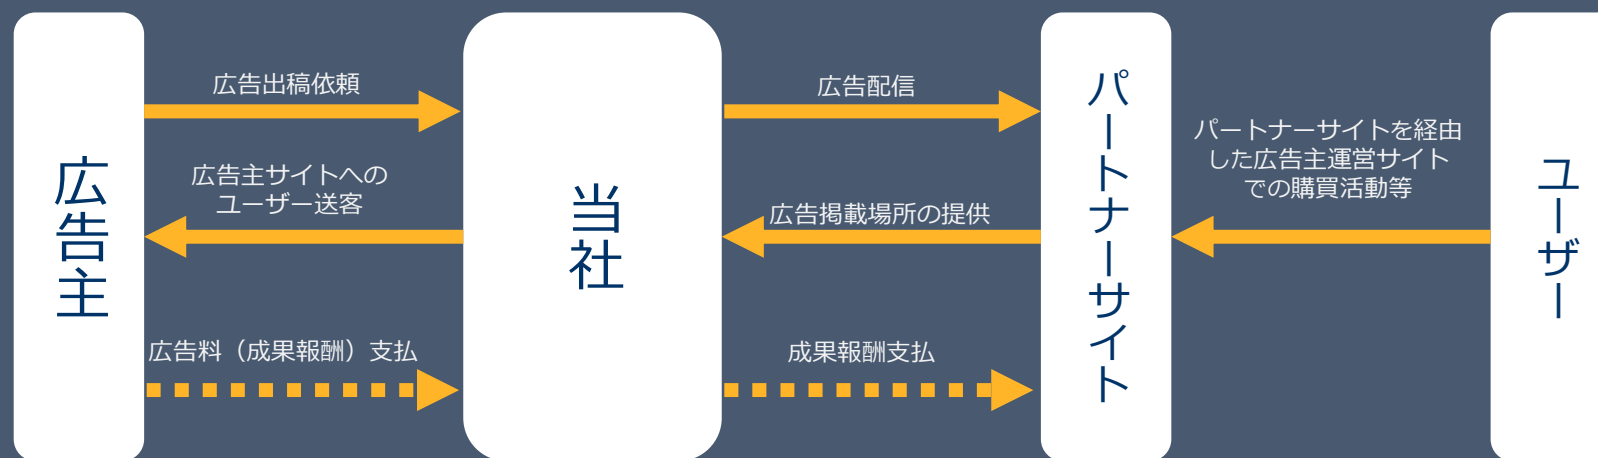 広告主
広告出稿依頼
広告主サイトへの
ユーザー送客
広告料（成果報酬）支払
当社
広告配信
広告掲載場所の提供
成果報酬支払
パートナーサイト
パートナーサイトを経由
した広告主運営サイト
での購買活動等
ユーザー